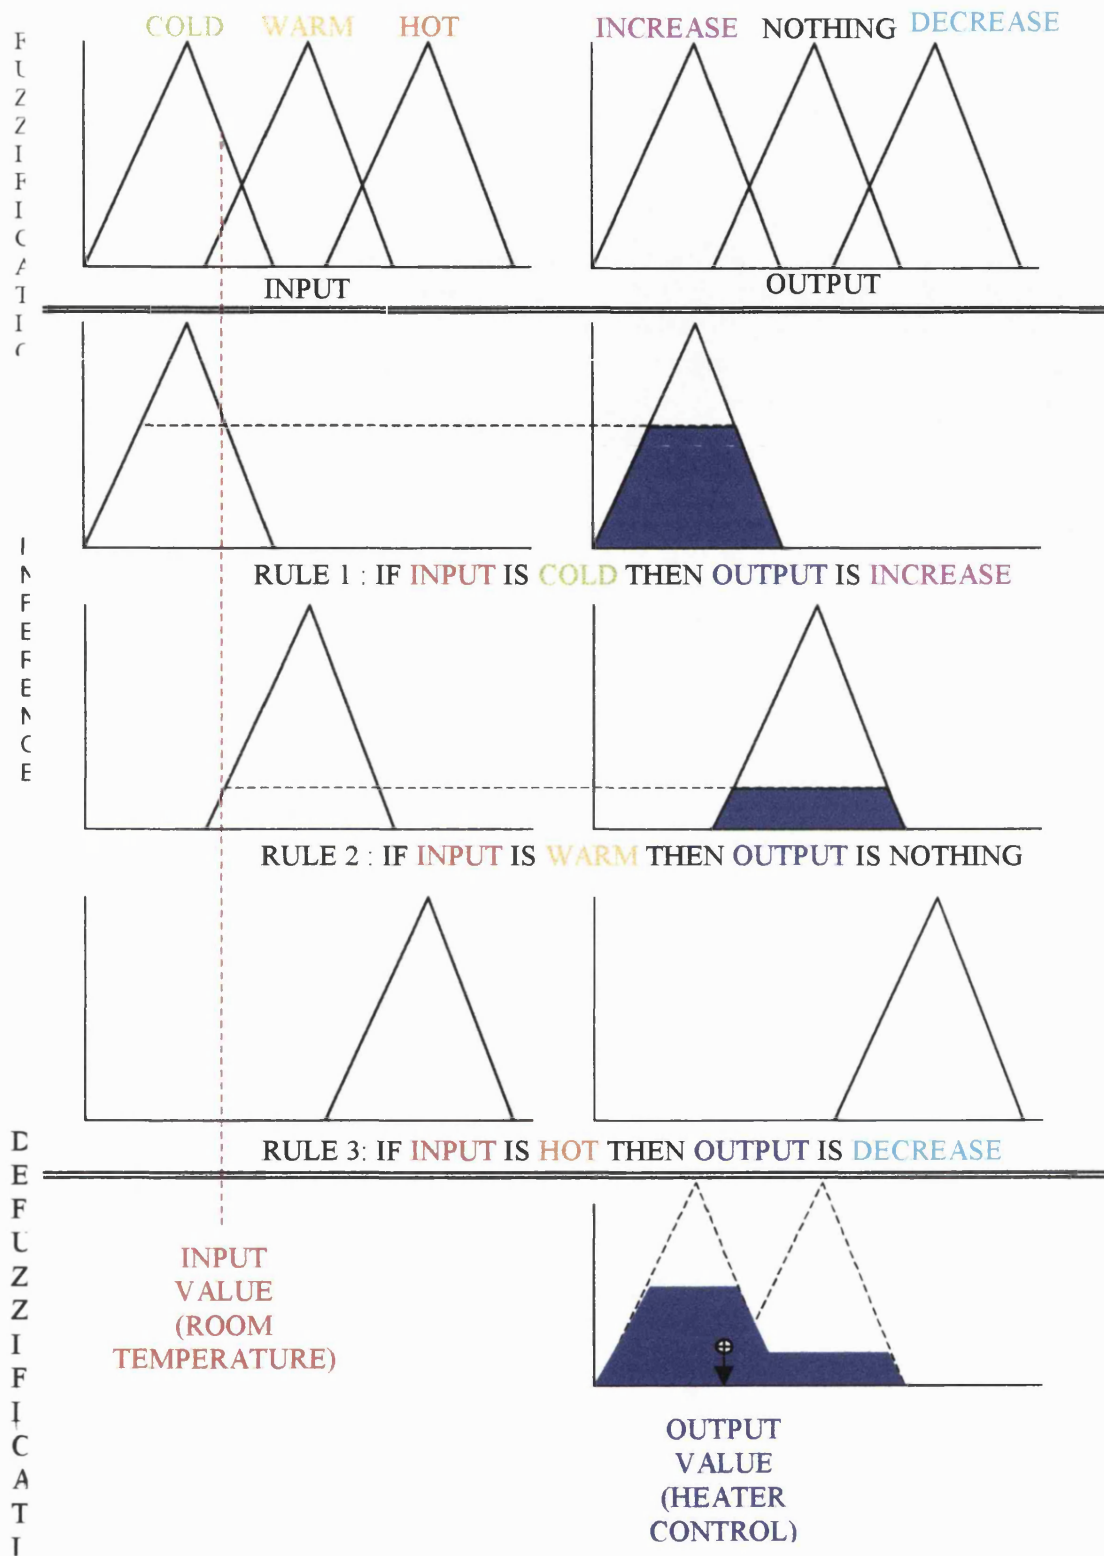 COLD WARM HOT
INCREASE NOTHING DECREASE
INPUT
OUTPUT
RULE 1 : IF INPUT IS COLD THEN OUTPUT IS INCREASE
INFERENCE
RULE 2 : IF INPUT IS WARM THEN OUTPUT IS NOTHING
RULE 3: IF INPUT IS HOT THEN OUTPUT IS DECREASE
DEFUZZIFICATI
INPUT
VALUE
(ROOM
TEMPERATURE)
OUTPUT
VALUE
(HEATER
CONTROL)
FUZZIFICATIO